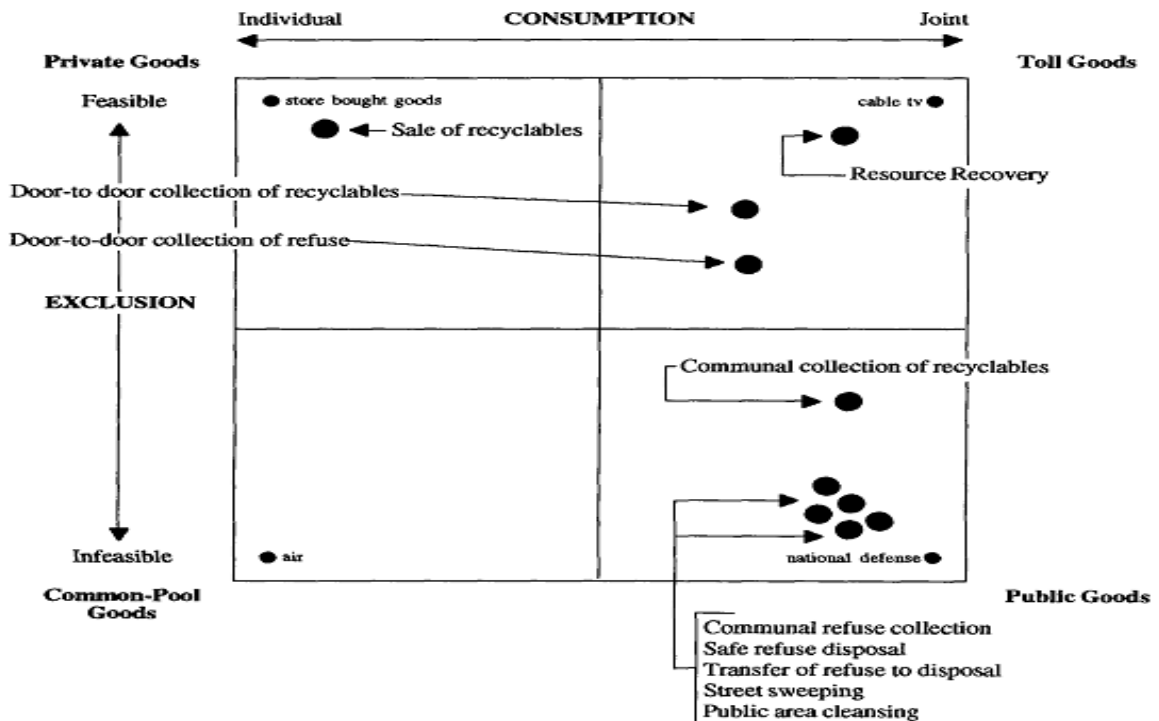 Individual CONSUMPTION Joint
Private Goods Toll Goods
Feasible
store bought goods
cable tv
Sale of recyclables
Resource Recovery
Door-to door collection of recyclables
Door-to-door collection of refuse
EXCLUSION
Communal collection of recyclables
Infeasible
air
national defense
Common-Pool
Goods
Public Goods
Communal refuse collection
Safe refuse disposal
Transfer of refuse to disposal
Street sweeping
Public area cleansing